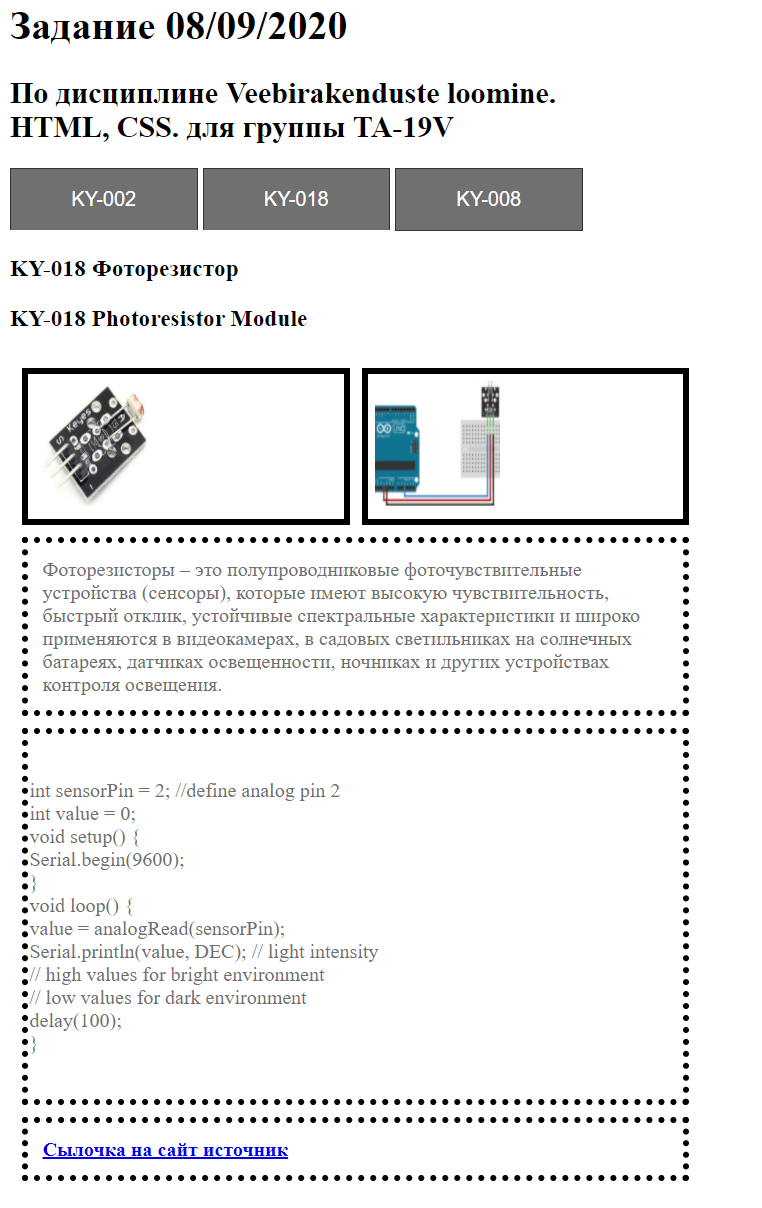 Задание 08/09/2020
По дисциплине Veebirakenduste loomine.
HTML, CSS. для группы TA-19V
KY-002 KY-018 KY-008
KY-018 Фоторезистор
KY-018 Photoresistor Module
Keyes
S
UNO
Фоторезисторы – это полупроводниковые фоточувствительные
устройства (сенсоры), которые имеют высокую чувствительность,
быстрый отклик, устойчивые спектральные характеристики и широко
применяются в видеокамерах, в садовых светильниках на солнечных
батареях, датчиках освещенности, ночниках и других устройствах
контроля освещения.
int sensorPin = 2; //define analog pin 2
int value = 0;
void setup() {
Serial.begin(9600);
}
void loop() {
value = analogRead(sensorPin);
Serial.println(value, DEC); // light intensity
// high values for bright environment
// low values for dark environment
delay(100);
}
Сылочка на сайт источник